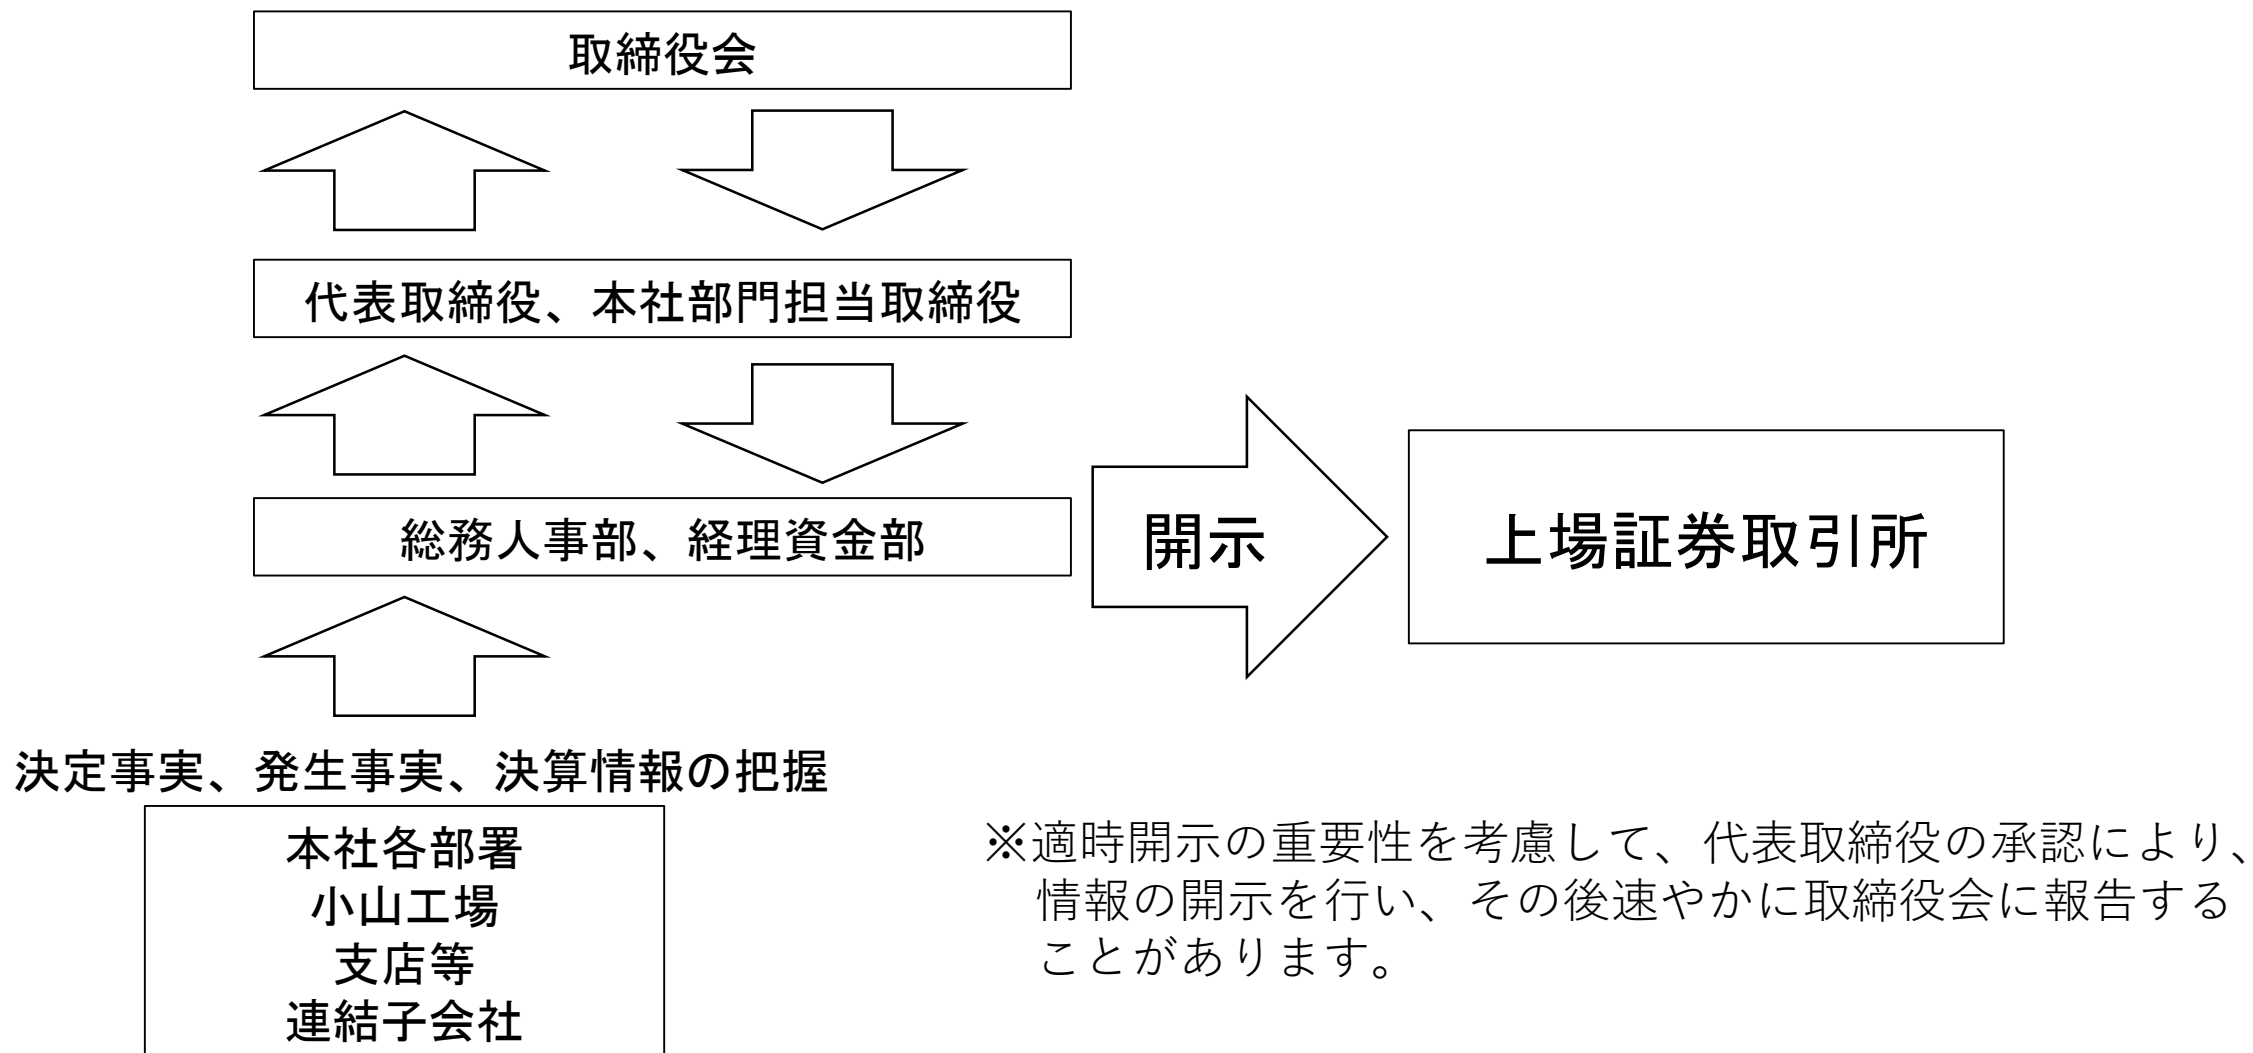 取締役会
代表取締役、本社部門担当取締役
総務人事部、経理資金部
開示
上場証券取引所
決定事実、発生事実、決算情報の把握
本社各部署
小山工場
支店等
連結子会社
※適時開示の重要性を考慮して、代表取締役の承認により、
情報の開示を行い、その後速やかに取締役会に報告する
ことがあります。